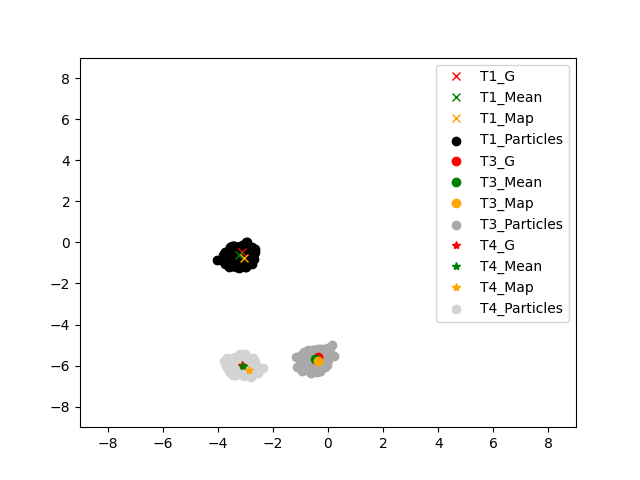 8
6
4
2
0
−2
−4
−6
−8
−8 −6 −4 −2 0 2 4 6 8
T1_G
T1_Mean
T1_Map
T1_Particles
T3_G
T3_Mean
T3_Map
T3_Particles
T4_G
T4_Mean
T4_Map
T4_Particles